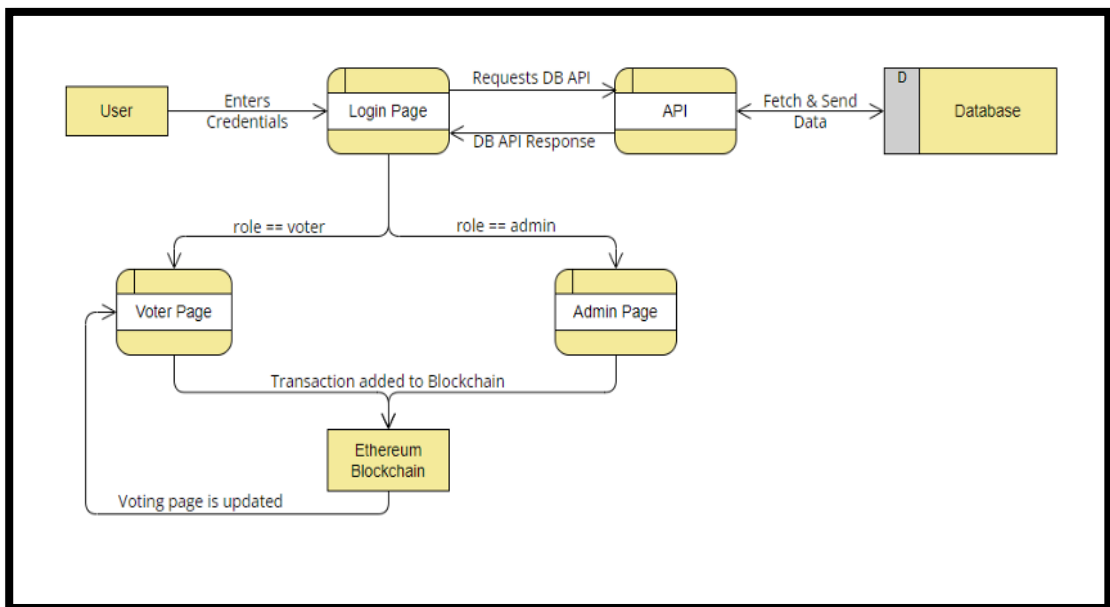 Requests DB API
D
User
Enters
Credentials
Login Page
API
Fetch & Send
Data
Database
DB API Response
role == voter
role == admin
Voter Page
Admin Page
Transaction added to Blockchain
Ethereum
Blockchain
Voting page is updated